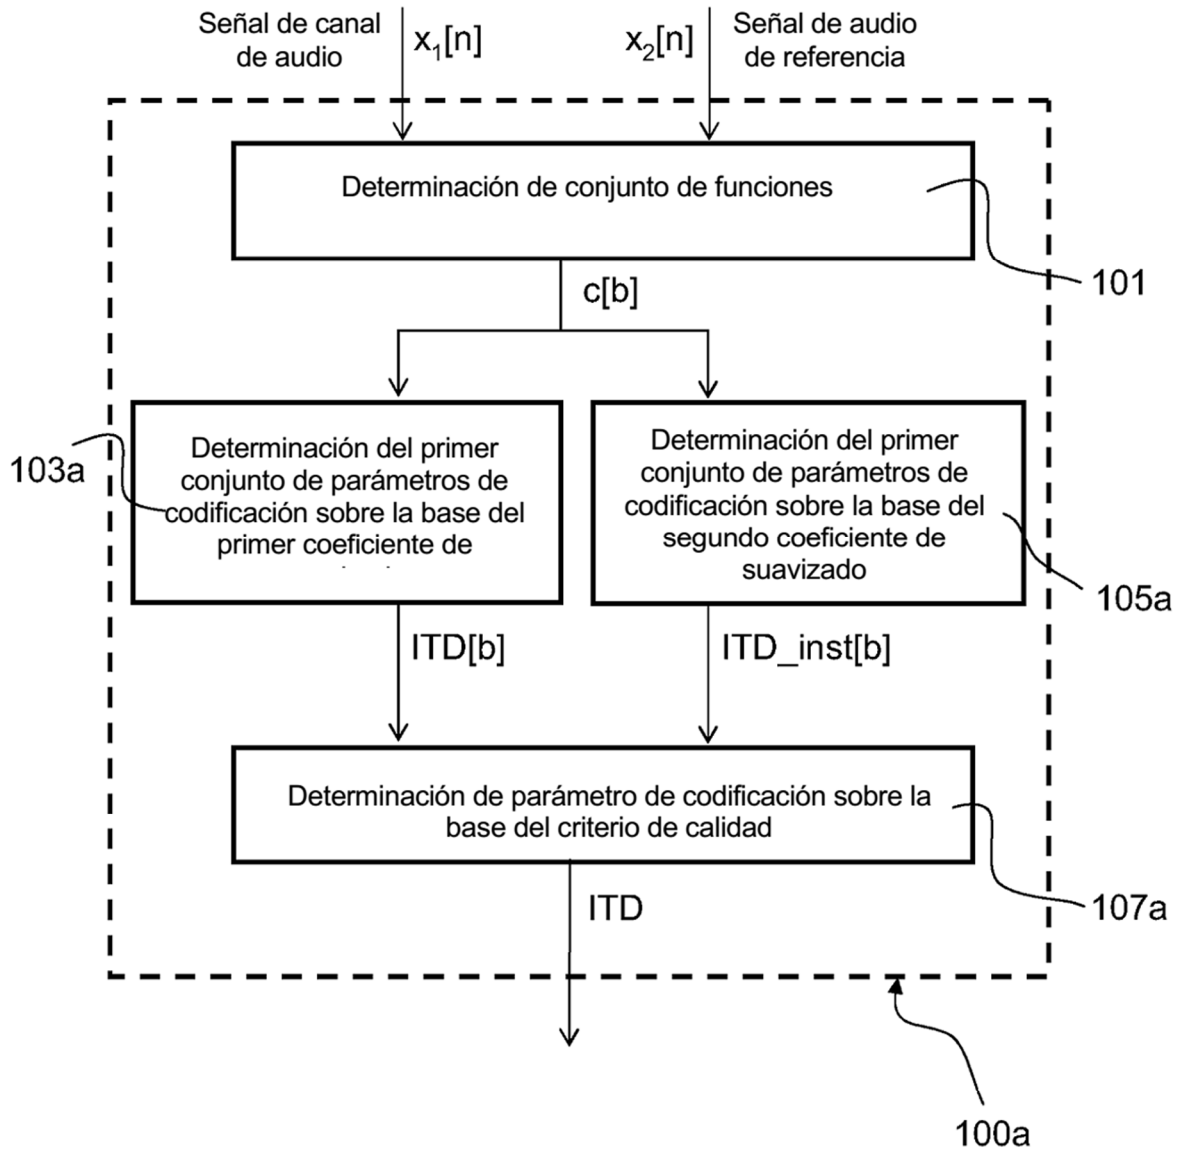 Señal de canal
de audio
x₁[n]
x₂[n]
Señal de audio
de referencia
Determinación de conjunto de funciones
101
c[b]
103a
Determinación del primer
conjunto de parámetros de
codificación sobre la base del
primer coeficiente de
Determinación del primer
conjunto de parámetros de
codificación sobre la base del
segundo coeficiente de
suavizado
105a
ITD[b]
ITD_inst[b]
Determinación de parámetro de codificación sobre la
base del criterio de calidad
107a
ITD
100a